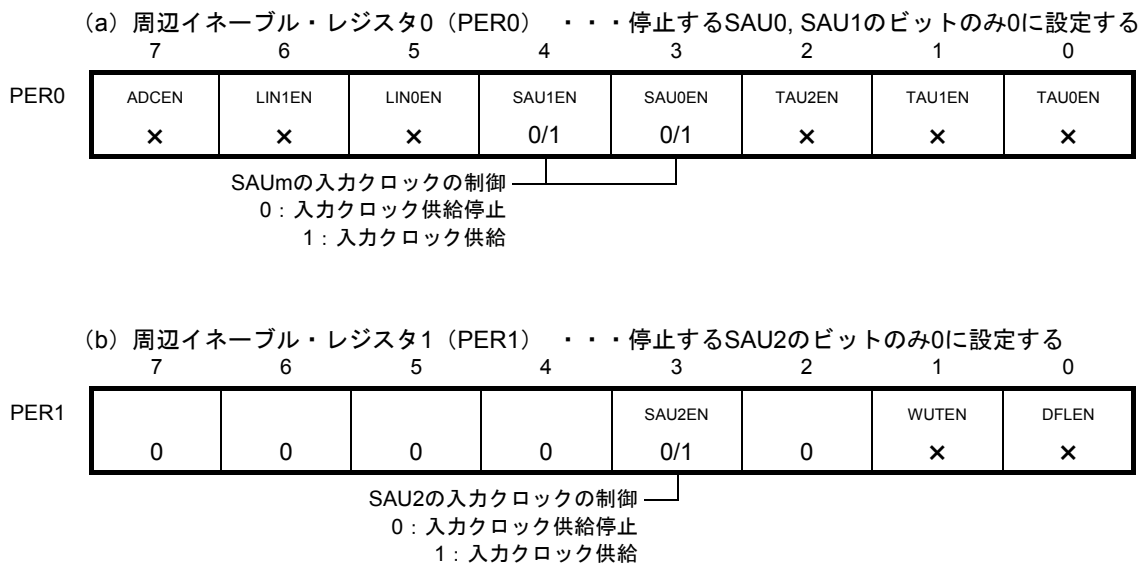 (a) 周辺イネーブル・レジスタ0（PER0） ・・・停止するSAU0, SAU1のビットのみ0に設定する
7 6 5 4 3 2 1 0
PER0 ADCEN LIN1EN LIN0EN SAU1EN SAU0EN TAU2EN TAU1EN TAU0EN
× × × 0/1 0/1 × × ×
SAUmの入力クロックの制御
0：入力クロック供給停止
1：入力クロック供給
(b) 周辺イネーブル・レジスタ1（PER1） ・・・停止するSAU2のビットのみ0に設定する
7 6 5 4 3 2 1 0
PER1 SAU2EN WUTEN DFLEN
0 0 0 0 0/1 0 × ×
SAU2の入力クロックの制御
0：入力クロック供給停止
1：入力クロック供給